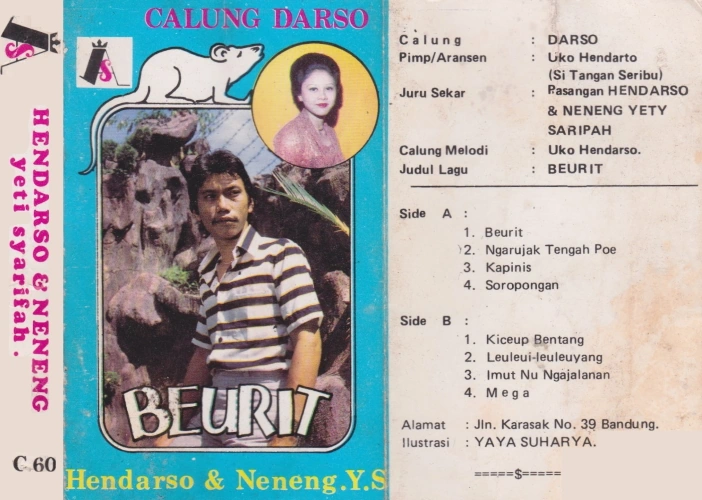 AS
HENDARSO & NENENG
yeti syarifah.
C.60
CALUNG DARSO
AS
BEURIT
Hendarso & Neneng.Y.S
Calung : DARSO
Pimp/Aransen : Uko Hendarto
(Si Tangan Seribu)
Juru Sekar : Pasangan HENDARSO
& NENENG YETY
SARIPAH
Calung Melodi : Uko Hendarso.
Judul Lagu : BEURIT
Side A :
1. Beurit
2. Ngarujak Tengah Poe
3. Kapinis
4. Soropongan
Side B :
1. Kiceup Bentang
2. Leuleui-leuleuyang
3. Imut Nu Ngajalanan
4. Mega
Alamat : Jln. Karasak No. 39 Bandung.
Ilustrasi : YAYA SUHARYA.
=====$=====